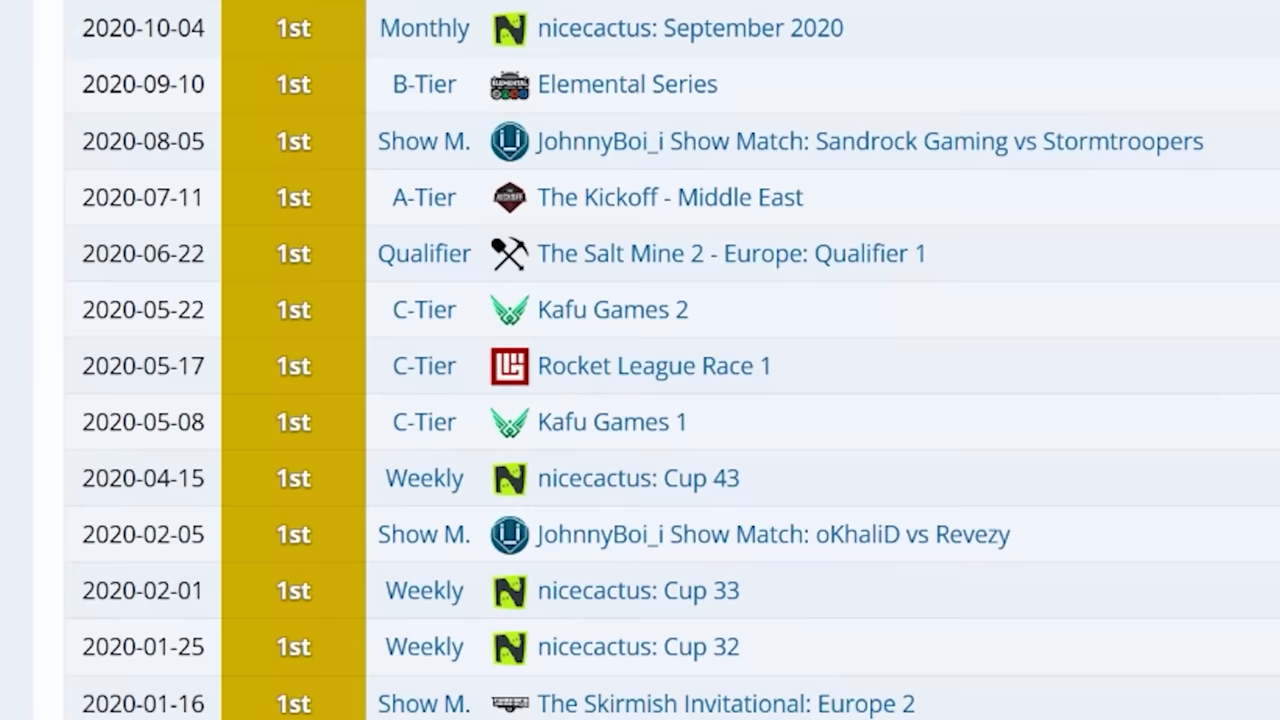 2020-10-04 1st Monthly nicecactus: September 2020
2020-09-10 1st B-Tier ELEMENTAL Elemental Series
2020-08-05 1st Show M. JohnnyBoi_i Show Match: Sandrock Gaming vs Stormtroopers
2020-07-11 1st A-Tier KICKOFF The Kickoff - Middle East
2020-06-22 1st Qualifier The Salt Mine 2 - Europe: Qualifier 1
2020-05-22 1st C-Tier Kafu Games 2
2020-05-17 1st C-Tier Rocket League Race 1
2020-05-08 1st C-Tier Kafu Games 1
2020-04-15 1st Weekly nicecactus: Cup 43
2020-02-05 1st Show M. JohnnyBoi_i Show Match: oKhaliD vs Revezy
2020-02-01 1st Weekly nicecactus: Cup 33
2020-01-25 1st Weekly nicecactus: Cup 32
2020-01-16 1st Show M. The Skirmish Invitational: Europe 2